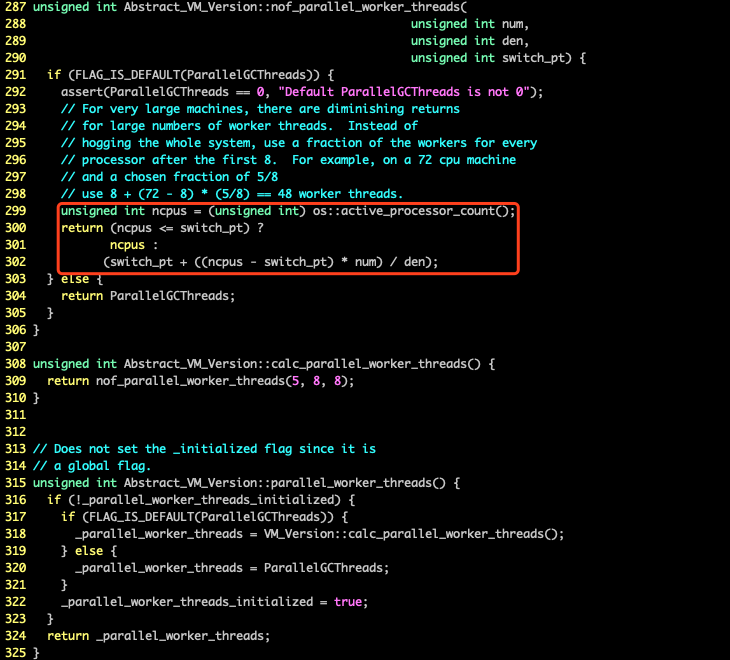 287 unsigned int Abstract_VM_Version::nof_parallel_worker_threads(
288                                                       unsigned int num,
289                                                       unsigned int den,
290                                                       unsigned int switch_pt) {
291   if (FLAG_IS_DEFAULT(ParallelGCThreads)) {
292     assert(ParallelGCThreads == 0, "Default ParallelGCThreads is not 0");
293     // For very large machines, there are diminishing returns
294     // for large numbers of worker threads.  Instead of
295     // hogging the whole system, use a fraction of the workers for every
296     // processor after the first 8.  For example, on a 72 cpu machine
297     // and a chosen fraction of 5/8
298     // use 8 + (72 - 8) * (5/8) == 48 worker threads.
299     unsigned int ncpus = (unsigned int) os::active_processor_count();
300     return (ncpus <= switch_pt) ?
301            ncpus :
302           (switch_pt + ((ncpus - switch_pt) * num) / den);
303   } else {
304     return ParallelGCThreads;
305   }
306 }
307
308 unsigned int Abstract_VM_Version::calc_parallel_worker_threads() {
309   return nof_parallel_worker_threads(5, 8, 8);
310 }
311
312
313 // Does not set the _initialized flag since it is
314 // a global flag.
315 unsigned int Abstract_VM_Version::parallel_worker_threads() {
316   if (!_parallel_worker_threads_initialized) {
317     if (FLAG_IS_DEFAULT(ParallelGCThreads)) {
318       _parallel_worker_threads = VM_Version::calc_parallel_worker_threads();
319     } else {
320       _parallel_worker_threads = ParallelGCThreads;
321     }
322     _parallel_worker_threads_initialized = true;
323   }
324   return _parallel_worker_threads;
325 }